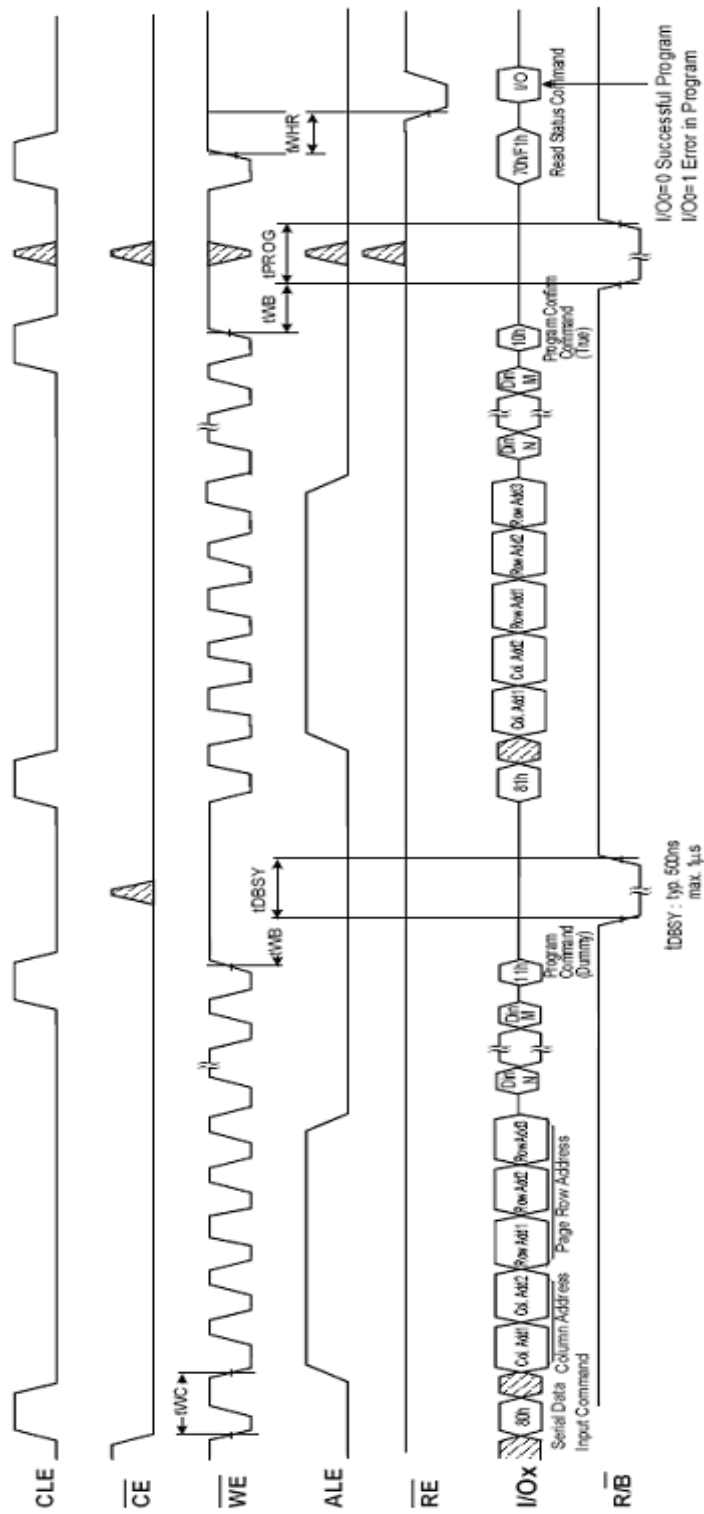 CLE
CE
WE
tWC
tWB
tDBSY
tWB
tPROG
tWHR
ALE
RE
I/Ox
80h Col. Add1 Col. Add2 Row Add1 Row Add2 Row Add3 Din N Din M 11h 81h Col. Add1 Col. Add2 Row Add1 Row Add2 Row Add3 Din N Din M 10h 70h/F1h I/O
Serial Data
Input Command
Column Address
Page Row Address
Program
Command
(Dummy)
Program Confirm
Command
(True)
Read Status Command
R/B
tDBSY : typ. 500ns
max. 1µs
I/O0=0 Successful Program
I/O0=1 Error in Program